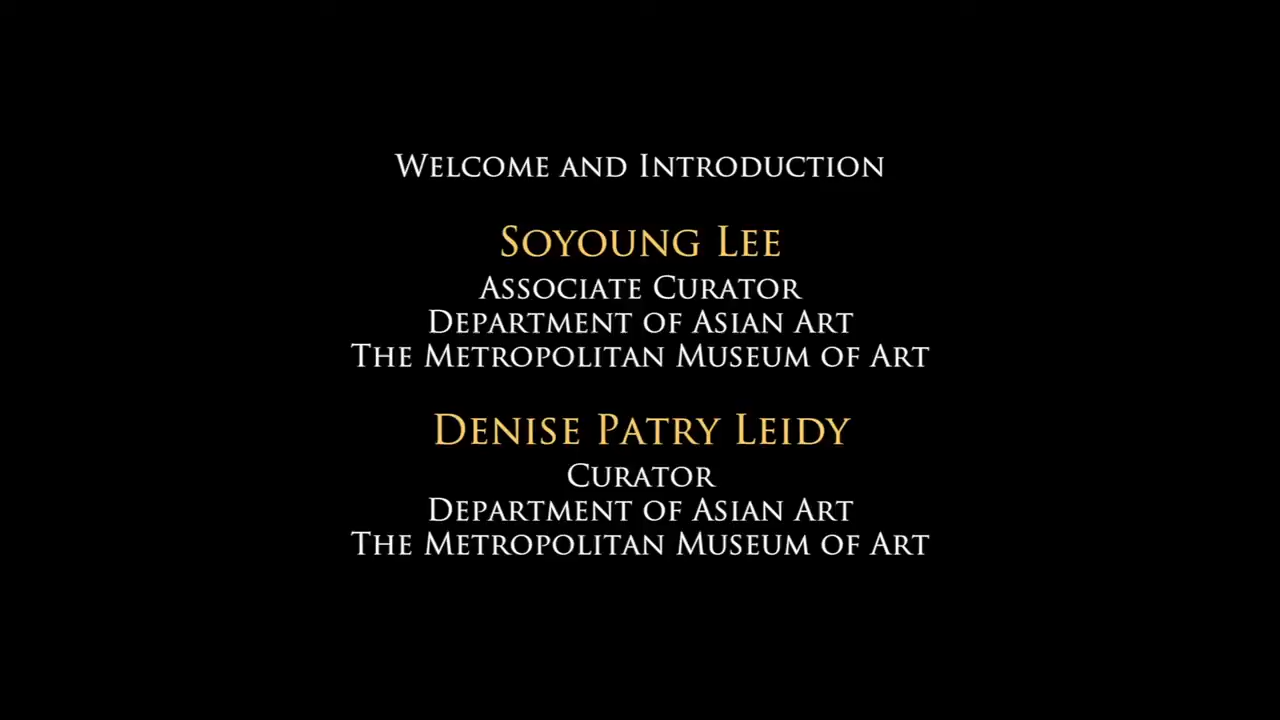 Welcome and Introduction
Soyoung Lee
Associate Curator
Department of Asian Art
The Metropolitan Museum of Art
Denise Patry Leidy
Curator
Department of Asian Art
The Metropolitan Museum of Art